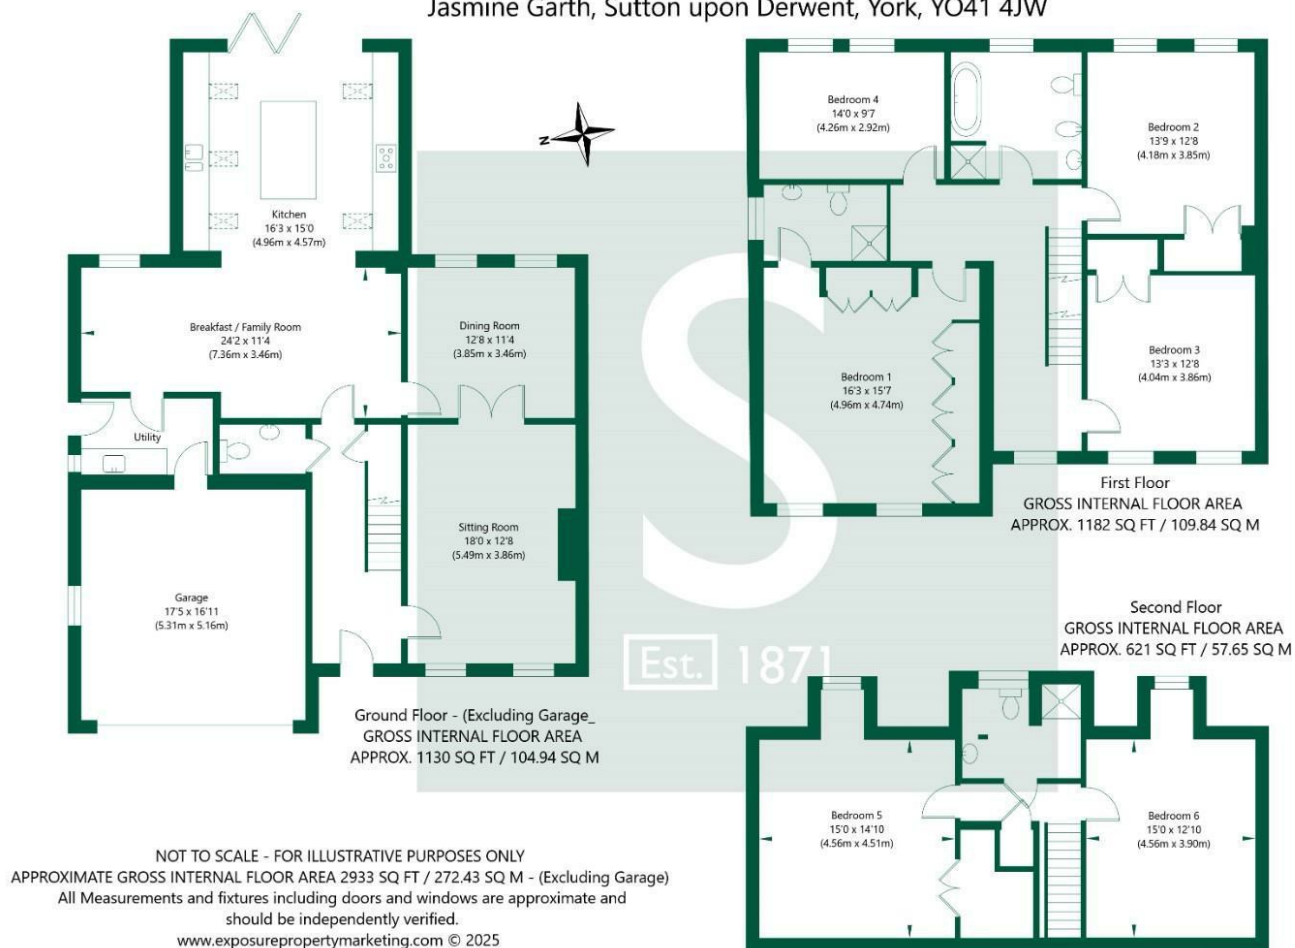 Jasmine Garth, Sutton upon Derwent, York, YO41 4JW
N
Kitchen
16'3 x 15'0
(4.96m x 4.57m)
Breakfast / Family Room
24'2 x 11'4
(7.36m x 3.46m)
Dining Room
12'8 x 11'4
(3.85m x 3.46m)
Utility
Sitting Room
18'0 x 12'8
(5.49m x 3.86m)
Garage
17'5 x 16'11
(5.31m x 5.16m)
Ground Floor - (Excluding Garage_
GROSS INTERNAL FLOOR AREA
APPROX. 1130 SQ FT / 104.94 SQ M
Bedroom 4
14'0 x 9'7
(4.26m x 2.92m)
Bedroom 2
13'9 x 12'8
(4.18m x 3.85m)
Bedroom 1
16'3 x 15'7
(4.96m x 4.74m)
Bedroom 3
13'3 x 12'8
(4.04m x 3.86m)
First Floor
GROSS INTERNAL FLOOR AREA
APPROX. 1182 SQ FT / 109.84 SQ M
S
Est. 1871
Second Floor
GROSS INTERNAL FLOOR AREA
APPROX. 621 SQ FT / 57.65 SQ M
Bedroom 5
15'0 x 14'10
(4.56m x 4.51m)
Bedroom 6
15'0 x 12'10
(4.56m x 3.90m)
NOT TO SCALE - FOR ILLUSTRATIVE PURPOSES ONLY
APPROXIMATE GROSS INTERNAL FLOOR AREA 2933 SQ FT / 272.43 SQ M - (Excluding Garage)
All Measurements and fixtures including doors and windows are approximate and
should be independently verified.
www.exposurepropertymarketing.com © 2025